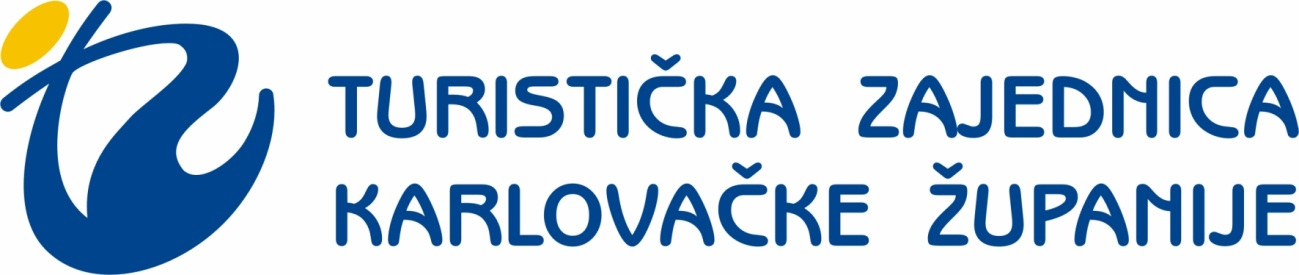 TURISTIČKA ZAJEDNICA
KARLOVAČKE ŽUPANIJE